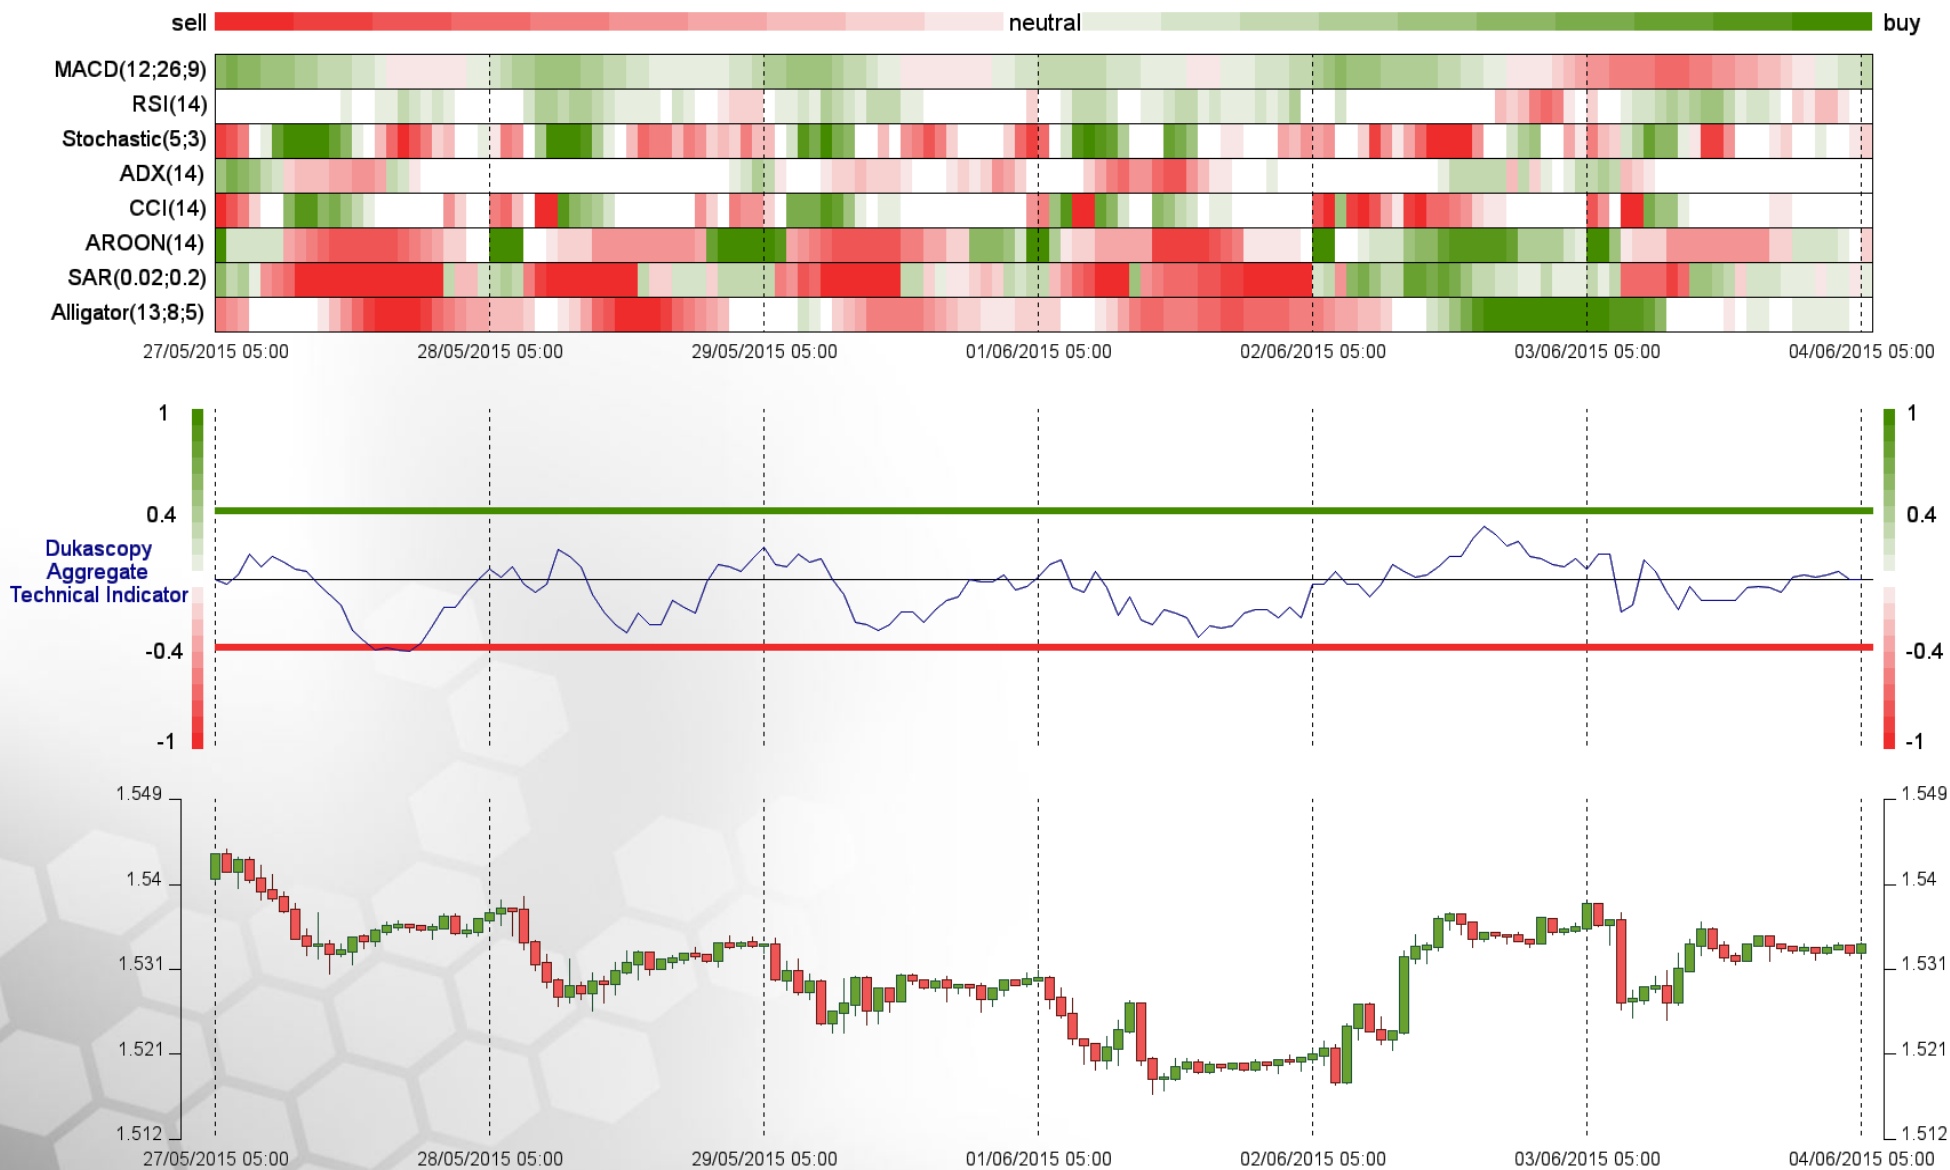 sell neutral buy
MACD(12;26;9)
RSI(14)
Stochastic(5;3)
ADX(14)
CCI(14)
AROON(14)
SAR(0.02;0.2)
Alligator(13;8;5)
27/05/2015 05:00 28/05/2015 05:00 29/05/2015 05:00 01/06/2015 05:00 02/06/2015 05:00 03/06/2015 05:00 04/06/2015 05:00
1 1
0.4 0.4
Dukascopy
Aggregate
Technical Indicator
-0.4 -0.4
-1 -1
1.549 1.549
1.54 1.54
1.531 1.531
1.521 1.521
1.512 1.512
27/05/2015 05:00 28/05/2015 05:00 29/05/2015 05:00 01/06/2015 05:00 02/06/2015 05:00 03/06/2015 05:00 04/06/2015 05:00